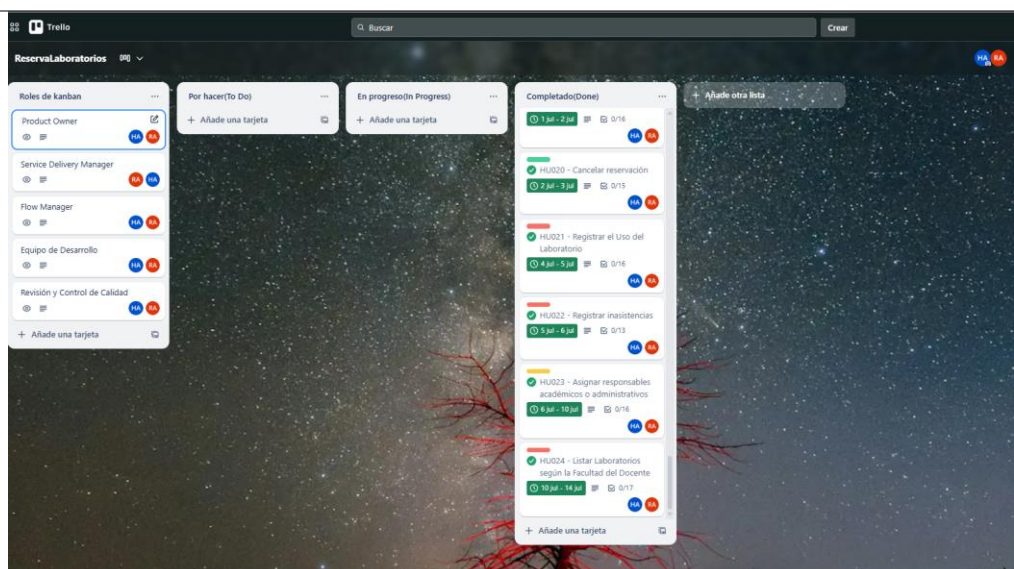 Trello
Buscar
Crear
ReservaLaboratorios
HA RA
Roles de kanban
Product Owner
HA RA
Service Delivery Manager
RA HA
Flow Manager
HA RA
Equipo de Desarrollo
HA RA
Revisión y Control de Calidad
HA RA
+ Añade una tarjeta
Por hacer(To Do)
+ Añade una tarjeta
En progreso(In Progress)
+ Añade una tarjeta
Completado(Done)
1 jul - 2 jul 0/16
HA RA
HU020 - Cancelar reservación
2 jul - 3 jul 0/15
HA RA
HU021 - Registrar el Uso del
Laboratorio
4 jul - 5 jul 0/16
HA RA
HU022 - Registrar inasistencias
5 jul - 6 jul 0/13
HA RA
HU023 - Asignar responsables
académicos o administrativos
6 jul - 10 jul 0/16
HA RA
HU024 - Listar Laboratorios
según la Facultad del Docente
10 jul - 14 jul 0/17
HA RA
+ Añade una tarjeta
+ Añade otra lista